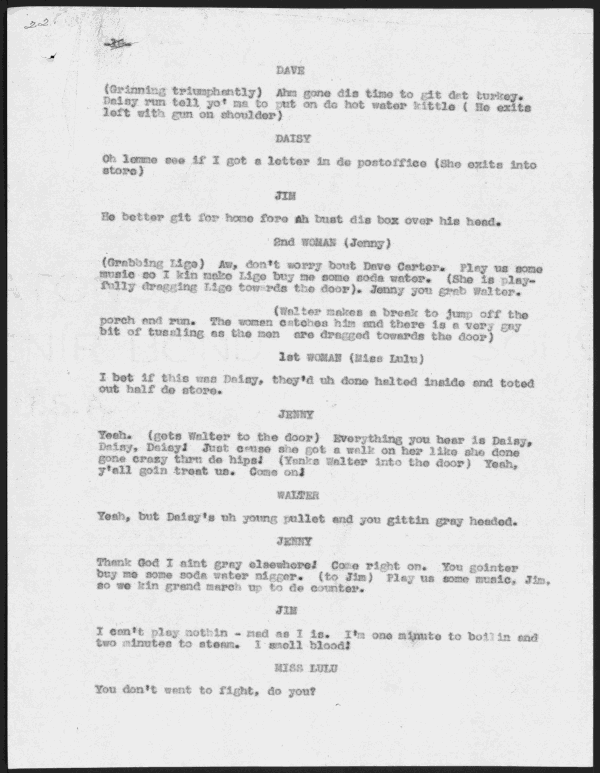 22
DAVE
(Grinning triumphantly) Ahm gone dis time to git dat turkey.
Daisy run tell yo' ma to put on de hot water kittle ( He exits
left with gun on shoulder)
DAISY
Oh lemme see if I got a letter in de postoffice (She exits into
store)
JIM
He better git for home fore Ah bust dis box over his head.
2nd WOMAN (Jenny)
(Grabbing Lige) Aw, don't worry bout Dave Carter. Play us some
music so I kin make Lige buy me some soda water. (She is play-
fully dragging Lige towards the door). Jenny you grab Walter.
(Walter makes a break to jump off the
porch and run. The women catches him and there is a very gay
bit of tussling as the men are dragged towards the door)
1st WOMAN (Miss Lulu)
I bet if this was Daisy, they'd uh done halted inside and toted
out half de store.
JENNY
Yeah. (gets Walter to the door) Everything you hear is Daisy,
Daisy, Daisy! Just cause she got a walk on her like she done
gone crazy thru de hips! (Yanks Walter into the door) Yeah,
y'all goin treat us. Come on!
WALTER
Yeah, but Daisy's uh young pullet and you gittin gray headed.
JENNY
Thank God I aint gray elsewhere! Come right on. You gointer
buy me some soda water nigger. (to Jim) Play us some music, Jim,
so we kin grand march up to de counter.
JIM
I can't play nothin - mad as I is. I'm one minute to boilin and
two minutes to steam. I smell blood!
MISS LULU
You don't want to fight, do you?